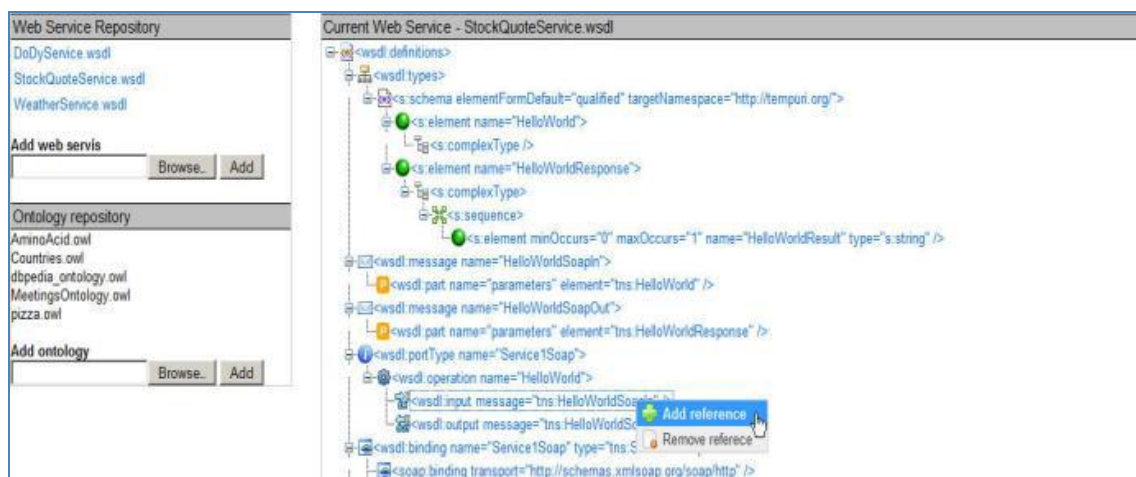 Web Service Repository
DoDyService.wsdl
StockQuoteService.wsdl
WeatherService.wsdl
Add web servis
Browse.. Add
Ontology repository
AminoAcid.owl
Countries.owl
dbpedia_ontology.owl
MeetingsOntology.owl
pizza.owl
Add ontology
Browse.. Add
Current Web Service - StockQuoteService.wsdl
<wsdl:definitions>
<wsdl:types>
<s:schema elementFormDefault="qualified" targetNamespace="http://tempuri.org/">
<s:element name="HelloWorld">
<s:complexType />
<s:element name="HelloWorldResponse">
<s:complexType>
<s:sequence>
<s:element minOccurs="0" maxOccurs="1" name="HelloWorldResult" type="s:string" />
<wsdl:message name="HelloWorldSoapIn">
P <wsdl:part name="parameters" element="tns:HelloWorld" />
<wsdl:message name="HelloWorldSoapOut">
P <wsdl:part name="parameters" element="tns:HelloWorldResponse" />
<wsdl:portType name="Service1Soap">
<wsdl:operation name="HelloWorld">
<wsdl:input message="tns:HelloWorldSoapIn" />
Add reference
<wsdl:output message="tns:HelloWorldSo
Remove referece
<wsdl:binding name="Service1Soap" type="tns:S
<soap:binding transport="http://schemas.xmlsoap.org/soap/http" />